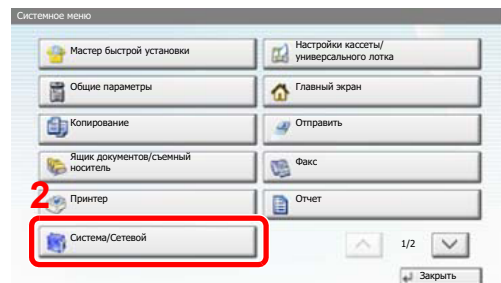 Системное меню
Мастер быстрой установки
Настройки кассеты/
универсального лотка
Общие параметры
Главный экран
Копирование
Отправить
Ящик документов/съемный
носитель
Факс
2
Принтер
Отчет
Система/Сетевой
1/2
Закрыть